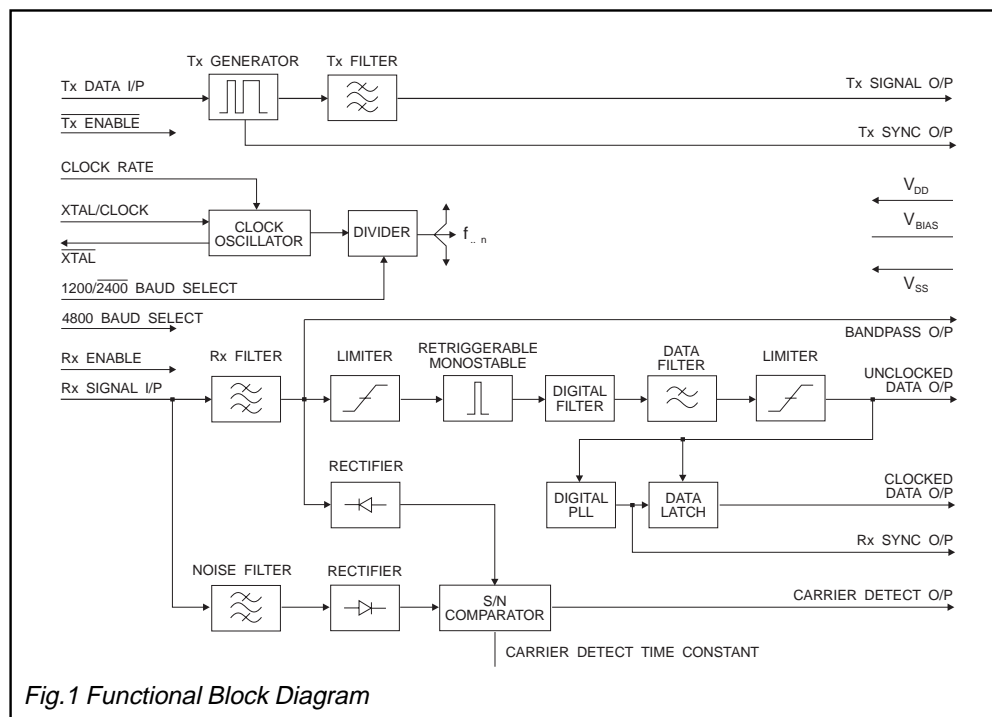 Tx GENERATOR
Tx FILTER
Tx DATA I/P
Tx SIGNAL O/P
Tx ENABLE
Tx SYNC O/P
CLOCK RATE
XTAL/CLOCK
CLOCK
OSCILLATOR
DIVIDER
f.. n
VDD
VBIAS
XTAL
1200/2400 BAUD SELECT
VSS
4800 BAUD SELECT
BANDPASS O/P
Rx ENABLE
Rx FILTER
LIMITER
RETRIGGERABLE
MONOSTABLE
DATA
FILTER
LIMITER
UNCLOCKED
DATA O/P
Rx SIGNAL I/P
DIGITAL
FILTER
RECTIFIER
DIGITAL
PLL
DATA
LATCH
CLOCKED
DATA O/P
Rx SYNC O/P
NOISE FILTER
RECTIFIER
S/N
COMPARATOR
CARRIER DETECT O/P
CARRIER DETECT TIME CONSTANT
Fig.1 Functional Block Diagram